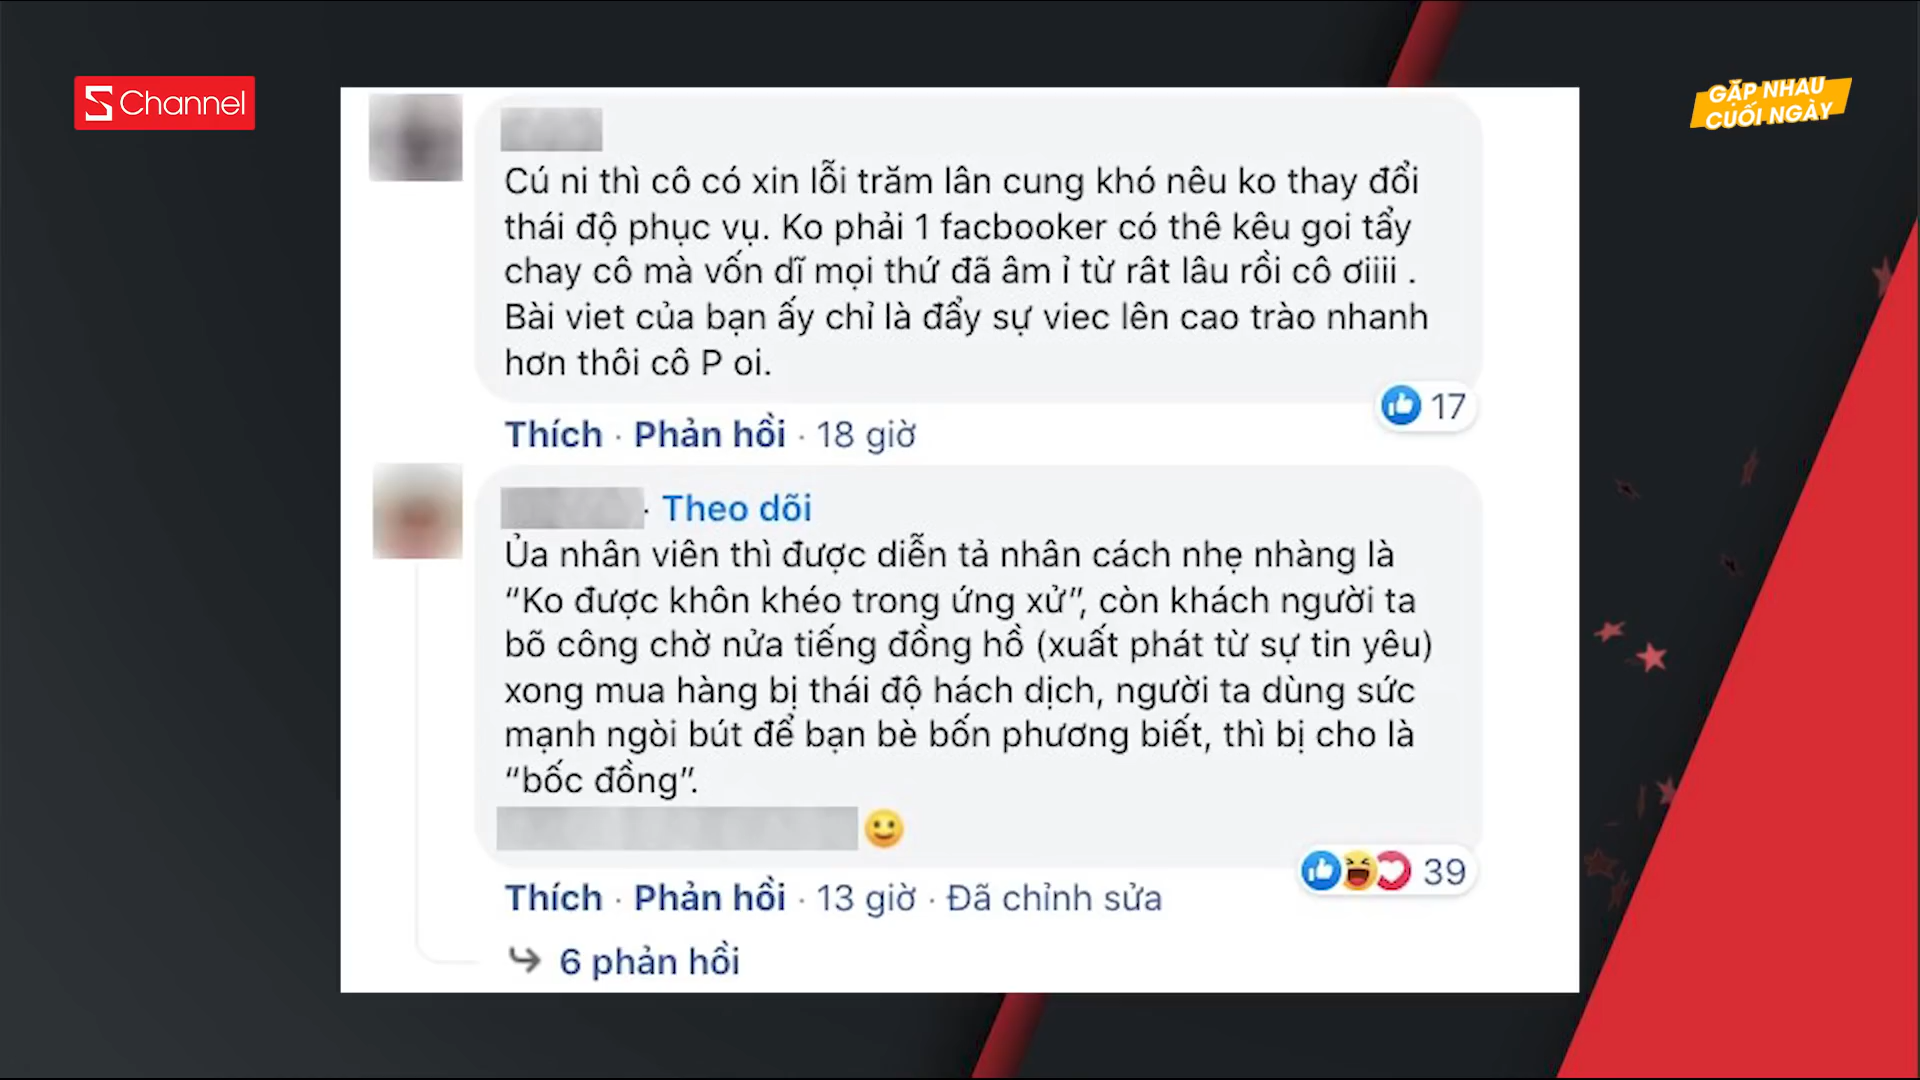 S Channel
GẶP NHAU
CUỐI NGÀY
Cú ni thì cô có xin lỗi trăm lân cung khó nêu ko thay đổi
thái độ phục vụ. Ko phải 1 facbooker có thê kêu goi tẩy
chay cô mà vốn dĩ mọi thứ đã âm ỉ từ rât lâu rồi cô ơiiii .
Bài viet của bạn ấy chỉ là đẩy sự viec lên cao trào nhanh
hơn thôi cô P oi.
17
Thích · Phản hồi · 18 giờ
· Theo dõi
Ủa nhân viên thì được diễn tả nhân cách nhẹ nhàng là
“Ko được khôn khéo trong ứng xử”, còn khách người ta
bõ công chờ nửa tiếng đồng hồ (xuất phát từ sự tin yêu)
xong mua hàng bị thái độ hách dịch, người ta dùng sức
mạnh ngòi bút để bạn bè bốn phương biết, thì bị cho là
“bốc đồng”.
39
Thích · Phản hồi · 13 giờ · Đã chỉnh sửa
6 phản hồi